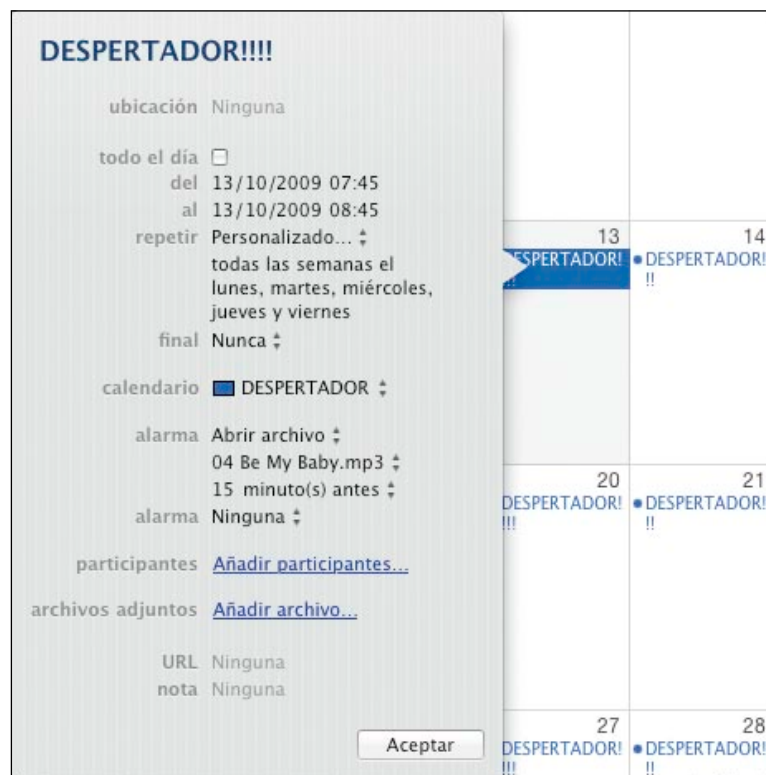 DESPERTADOR!!!!
ubicación Ninguna
todo el día
del 13/10/2009 07:45
al 13/10/2009 08:45
repetir Personalizado...
todas las semanas el
lunes, martes, miércoles,
jueves y viernes
final Nunca
calendario DESPERTADOR
alarma Abrir archivo
04 Be My Baby.mp3
15 minuto(s) antes
alarma Ninguna
participantes Añadir participantes...
archivos adjuntos Añadir archivo...
URL Ninguna
nota Ninguna
Aceptar
13
ESPERTADOR!
!!!
14
DESPERTADOR!
!!
20
DESPERTADOR!
!!!
21
DESPERTADOR!
!!
27
DESPERTADOR!
!!!
28
DESPERTADOR!
!!